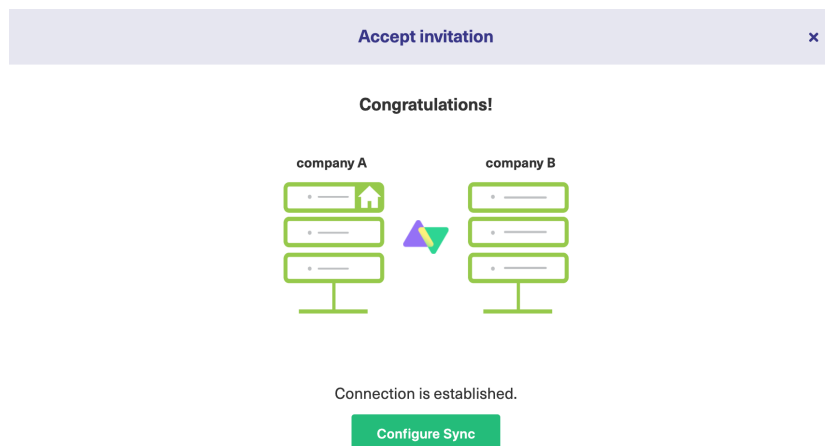 Accept invitation
Congratulations!
company A
company B
Connection is established.
Configure Sync